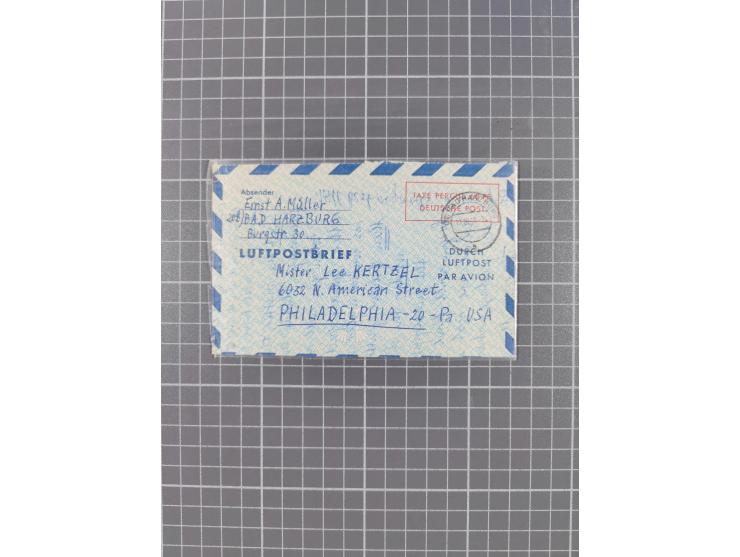 Absender
Ernst A. Müller
BAD HARZBURG
Burgstr. 30
TAXE PERÇUE
DEUTSCHE POST.
LUFTPOSTBRIEF
DURCH
LUFTPOST
PAR AVION
Mister Lee KERTZEL
6032 N. American Street
PHILADELPHIA -20- Pa USA